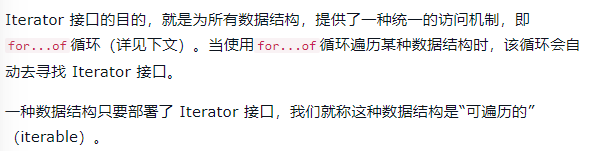 Iterator 接口的目的，就是为所有数据结构，提供了一种统一的访问机制，即
for...of循环（详见下文）。当使用for...of循环遍历某种数据结构时，该循环会自
动去寻找 Iterator 接口。
一种数据结构只要部署了 Iterator 接口，我们就称这种数据结构是“可遍历的”
（iterable）。